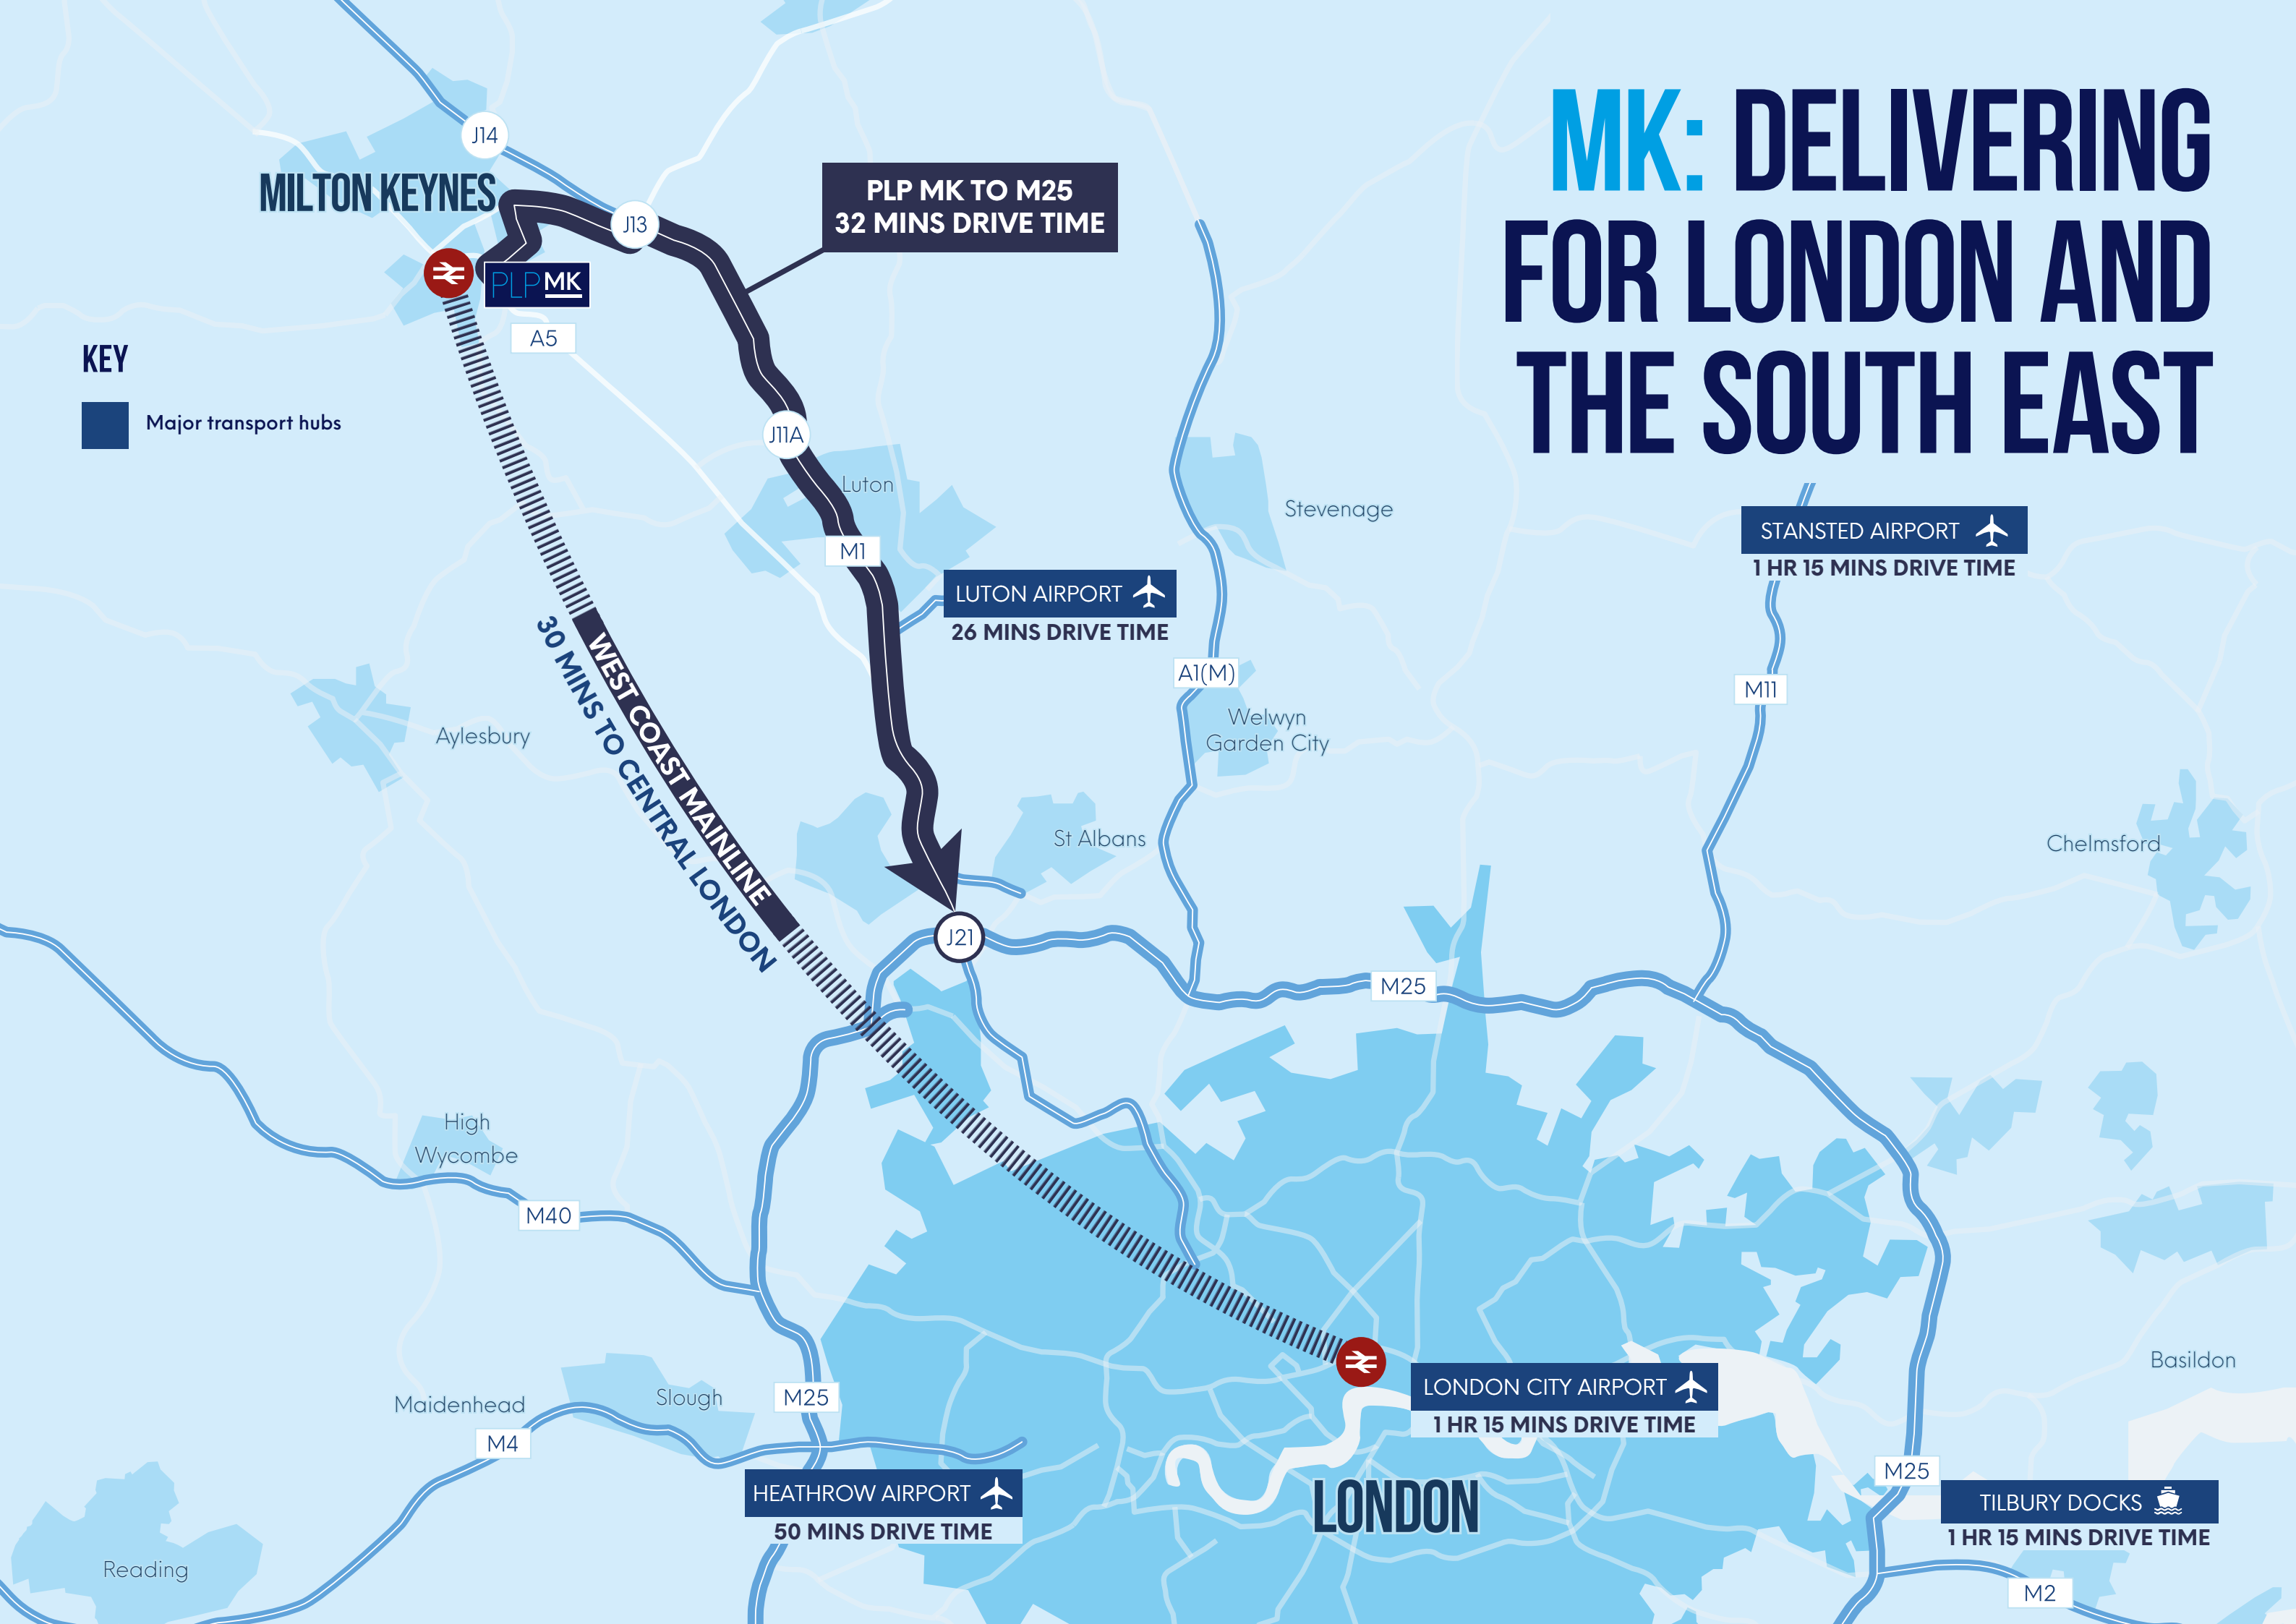 MK: DELIVERING
FOR LONDON AND
THE SOUTH EAST
J14
MILTON KEYNES
J13
PLP MK TO M25
32 MINS DRIVE TIME
PLPMK
A5
KEY
Major transport hubs
J11A
Luton
M1
Stevenage
STANSTED AIRPORT
1 HR 15 MINS DRIVE TIME
LUTON AIRPORT
26 MINS DRIVE TIME
A1(M)
M11
WEST COAST MAINLINE
30 MINS TO CENTRAL LONDON
Aylesbury
Welwyn
Garden City
St Albans
Chelmsford
J21
M25
High
Wycombe
M40
Basildon
Maidenhead
Slough
M25
LONDON CITY AIRPORT
1 HR 15 MINS DRIVE TIME
M4
M25
HEATHROW AIRPORT
50 MINS DRIVE TIME
LONDON
TILBURY DOCKS
1 HR 15 MINS DRIVE TIME
Reading
M2